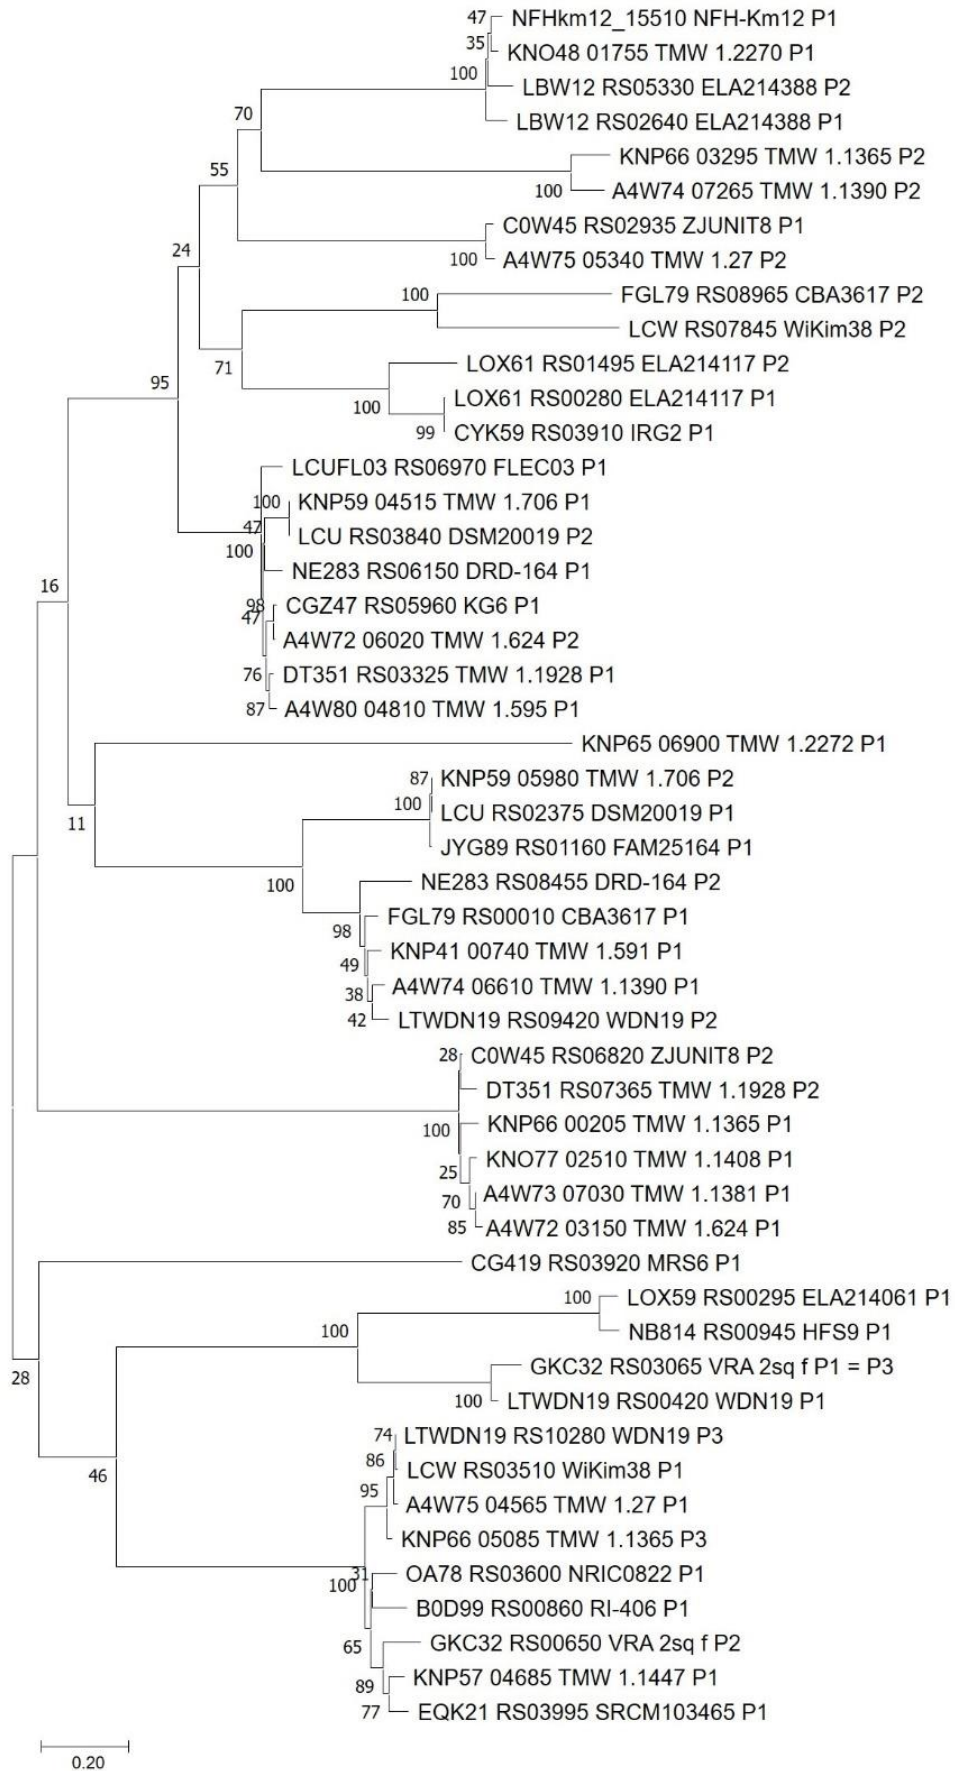 47 NFHkm12_15510 NFH-Km12 P1
35 KNO48 01755 TMW 1.2270 P1
100 LBW12 RS05330 ELA214388 P2
LBW12 RS02640 ELA214388 P1
70
KNP66 03295 TMW 1.1365 P2
55
100 A4W74 07265 TMW 1.1390 P2
C0W45 RS02935 ZJUNIT8 P1
24
100 A4W75 05340 TMW 1.27 P2
100 FGL79 RS08965 CBA3617 P2
LCW RS07845 WiKim38 P2
71 LOX61 RS01495 ELA214117 P2
95
100 LOX61 RS00280 ELA214117 P1
99 CYK59 RS03910 IRG2 P1
LCUFL03 RS06970 FLEC03 P1
100 KNP59 04515 TMW 1.706 P1
47 LCU RS03840 DSM20019 P2
100
NE283 RS06150 DRD-164 P1
16
98 CGZ47 RS05960 KG6 P1
47
A4W72 06020 TMW 1.624 P2
76 DT351 RS03325 TMW 1.1928 P1
87 A4W80 04810 TMW 1.595 P1
KNP65 06900 TMW 1.2272 P1
87 KNP59 05980 TMW 1.706 P2
100 LCU RS02375 DSM20019 P1
11
JYG89 RS01160 FAM25164 P1
100 NE283 RS08455 DRD-164 P2
FGL79 RS00010 CBA3617 P1
98
KNP41 00740 TMW 1.591 P1
49
38 A4W74 06610 TMW 1.1390 P1
42 LTWDN19 RS09420 WDN19 P2
28 C0W45 RS06820 ZJUNIT8 P2
DT351 RS07365 TMW 1.1928 P2
100 KNP66 00205 TMW 1.1365 P1
KNO77 02510 TMW 1.1408 P1
25
70 A4W73 07030 TMW 1.1381 P1
85 A4W72 03150 TMW 1.624 P1
CG419 RS03920 MRS6 P1
100 LOX59 RS00295 ELA214061 P1
100 NB814 RS00945 HFS9 P1
GKC32 RS03065 VRA 2sq f P1 = P3
28
100 LTWDN19 RS00420 WDN19 P1
74 LTWDN19 RS10280 WDN19 P3
86 LCW RS03510 WiKim38 P1
46
95 A4W75 04565 TMW 1.27 P1
KNP66 05085 TMW 1.1365 P3
31 OA78 RS03600 NRIC0822 P1
100
B0D99 RS00860 RI-406 P1
65 GKC32 RS00650 VRA 2sq f P2
89 KNP57 04685 TMW 1.1447 P1
77 EQK21 RS03995 SRCM103465 P1
0.20